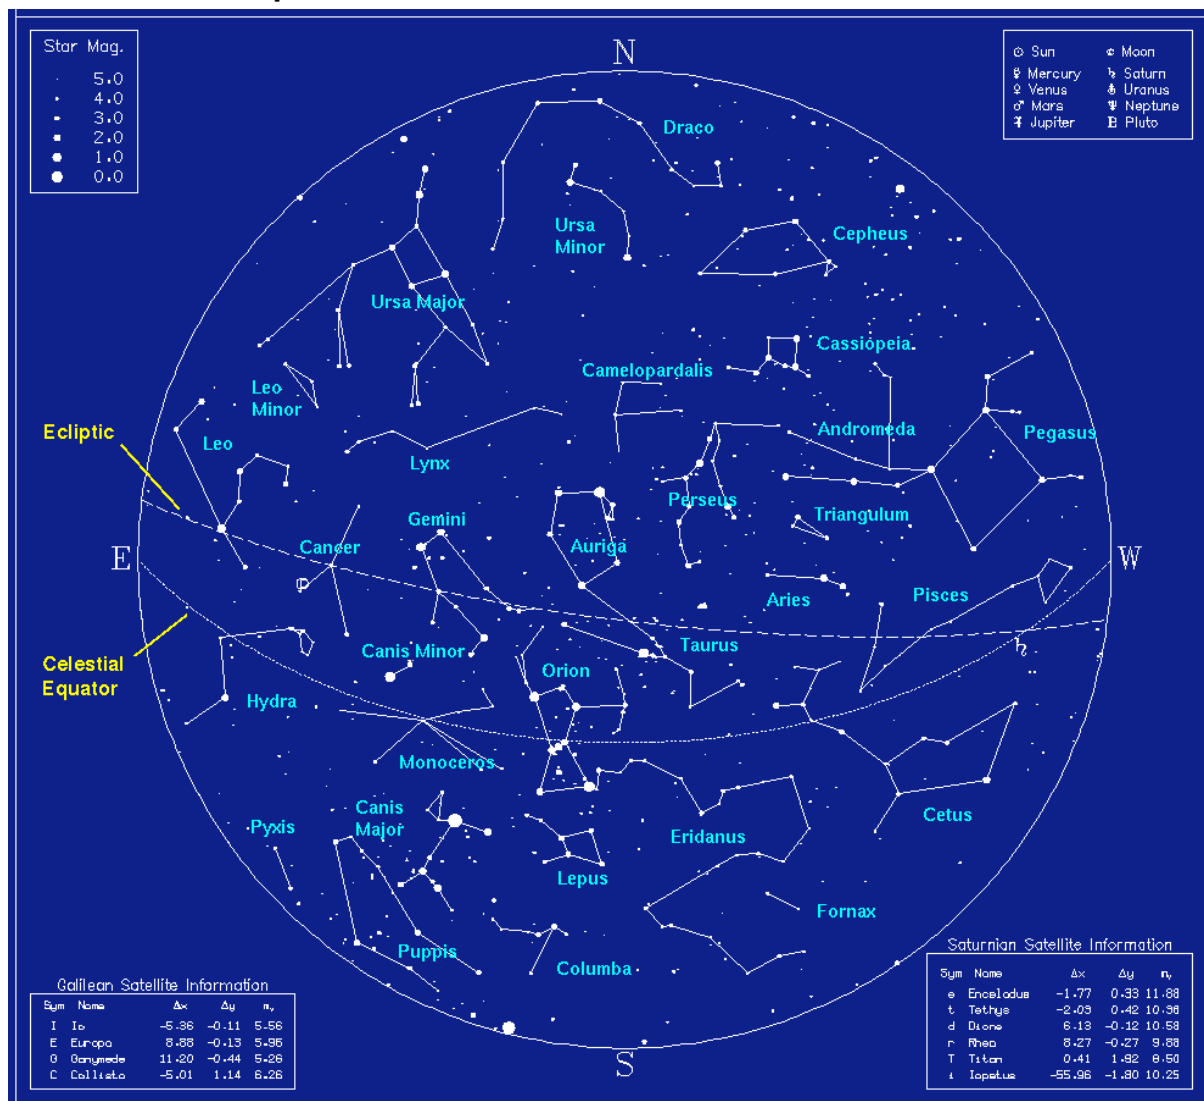 Star Mag.
5.0
4.0
3.0
2.0
1.0
0.0
N
Sun
Moon
Mercury
Saturn
Venus
Uranus
Mars
Neptune
Jupiter
Pluto
Draco
Ursa
Minor
Cepheus
Ursa Major
Cassiopeia
Camelopardalis
Leo
Minor
Ecliptic
Leo
Lynx
Andromeda
Pegasus
Perseus
Triangulum
Gemini
Cancer
Auriga
E
W
Aries
Pisces
Canis Minor
Taurus
Celestial
Equator
Orion
Hydra
Monoceros
Canis
Major
Pyxis
Eridanus
Cetus
Lepus
Fornax
Puppis
Columba
S
Galilean Satellite Information
Sym Name Δx Δy mv
I Io -5.36 -0.11 5.56
E Europa 8.88 -0.13 5.96
G Ganymede 11.20 -0.44 5.26
C Callisto -5.01 1.14 6.26
Saturnian Satellite Information
Sym Name Δx Δy mv
e Enceladus -1.77 0.33 11.88
t Tethys -2.09 0.42 10.38
d Dione 6.13 -0.12 10.58
r Rhea 8.27 -0.27 9.88
T Titan 0.41 1.92 8.50
i Iapetus -55.96 -1.80 10.25